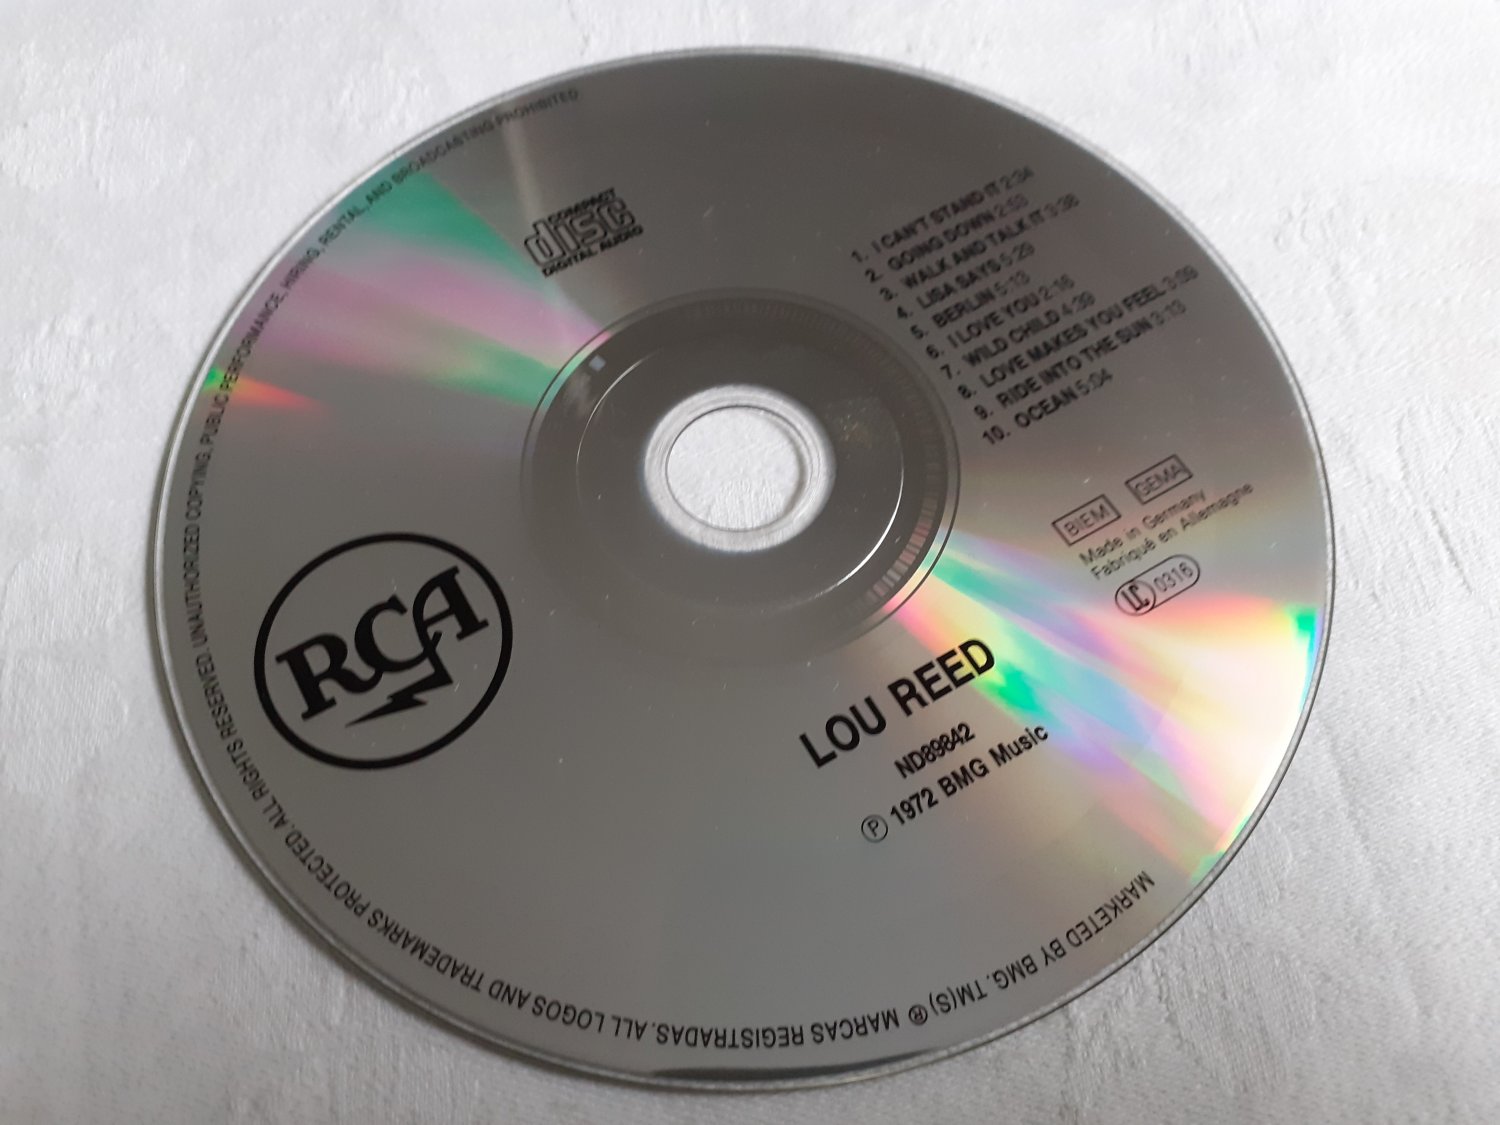 COMPACT
disc
DIGITAL AUDIO
1. I CAN'T STAND IT 2:34
2. GOING DOWN 2:53
3. WALK AND TALK IT 3:36
4. LISA SAYS 5:29
5. BERLIN 5:13
6. I LOVE YOU 2:16
7. WILD CHILD 4:39
8. LOVE MAKES YOU FEEL 3:09
9. RIDE INTO THE SUN 3:13
10. OCEAN 5:04
BIEM GEMA
Made in Germany
Fabriqué en Allemagne
LC 0316
RCA
LOU REED
ND89842
Ⓟ 1972 BMG Music
MARKETED BY BMG. TM(S) ® MARCAS REGISTRADAS. ALL LOGOS AND TRADEMARKS PROTECTED. ALL RIGHTS RESERVED. UNAUTHORIZED COPYING, PUBLIC PERFORMANCE, HIRING, RENTAL, AND BROADCASTING PROHIBITED